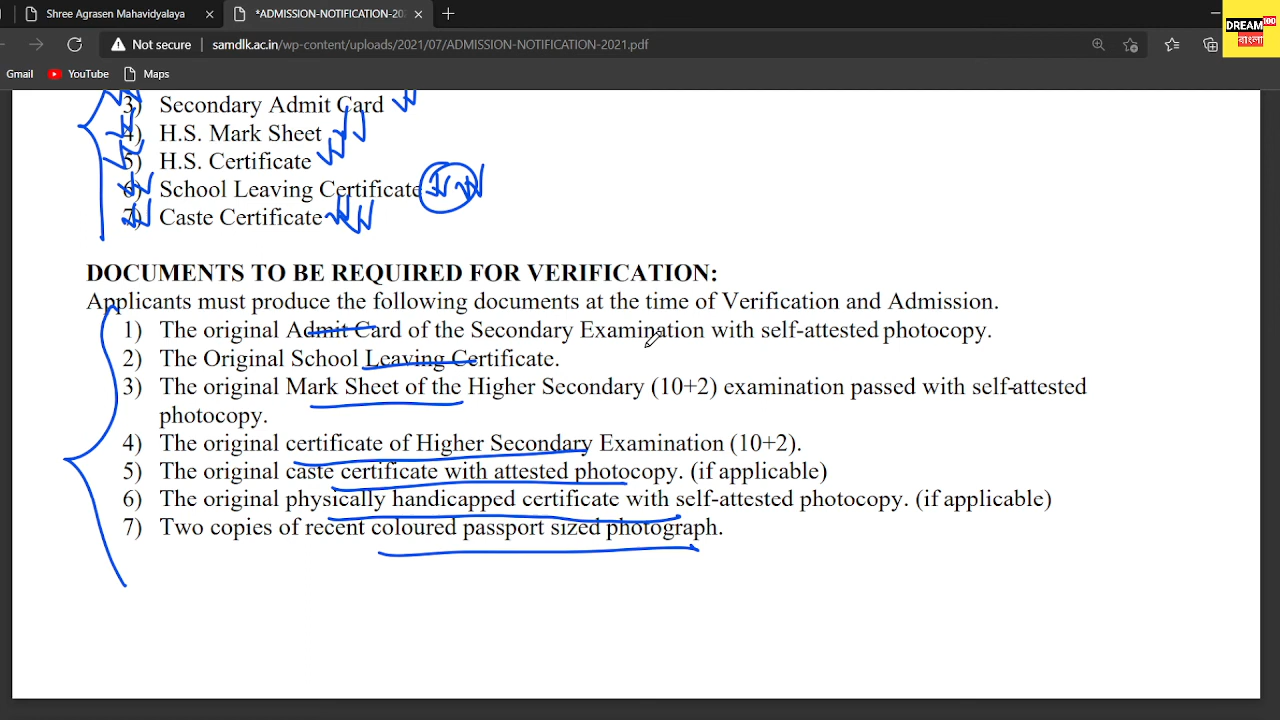 Shree Agrasen Mahavidyalaya
*ADMISSION-NOTIFICATION-202
DREAM100
বাংলা
Not secure
samdlk.ac.in/wp-content/uploads/2021/07/ADMISSION-NOTIFICATION-2021.pdf
Gmail
YouTube
Maps
3) Secondary Admit Card
4) H.S. Mark Sheet
5) H.S. Certificate
6) School Leaving Certificate
7) Caste Certificate
DOCUMENTS TO BE REQUIRED FOR VERIFICATION:
Applicants must produce the following documents at the time of Verification and Admission.
1) The original Admit Card of the Secondary Examination with self-attested photocopy.
2) The Original School Leaving Certificate.
3) The original Mark Sheet of the Higher Secondary (10+2) examination passed with self-attested
photocopy.
4) The original certificate of Higher Secondary Examination (10+2).
5) The original caste certificate with attested photocopy. (if applicable)
6) The original physically handicapped certificate with self-attested photocopy. (if applicable)
7) Two copies of recent coloured passport sized photograph.